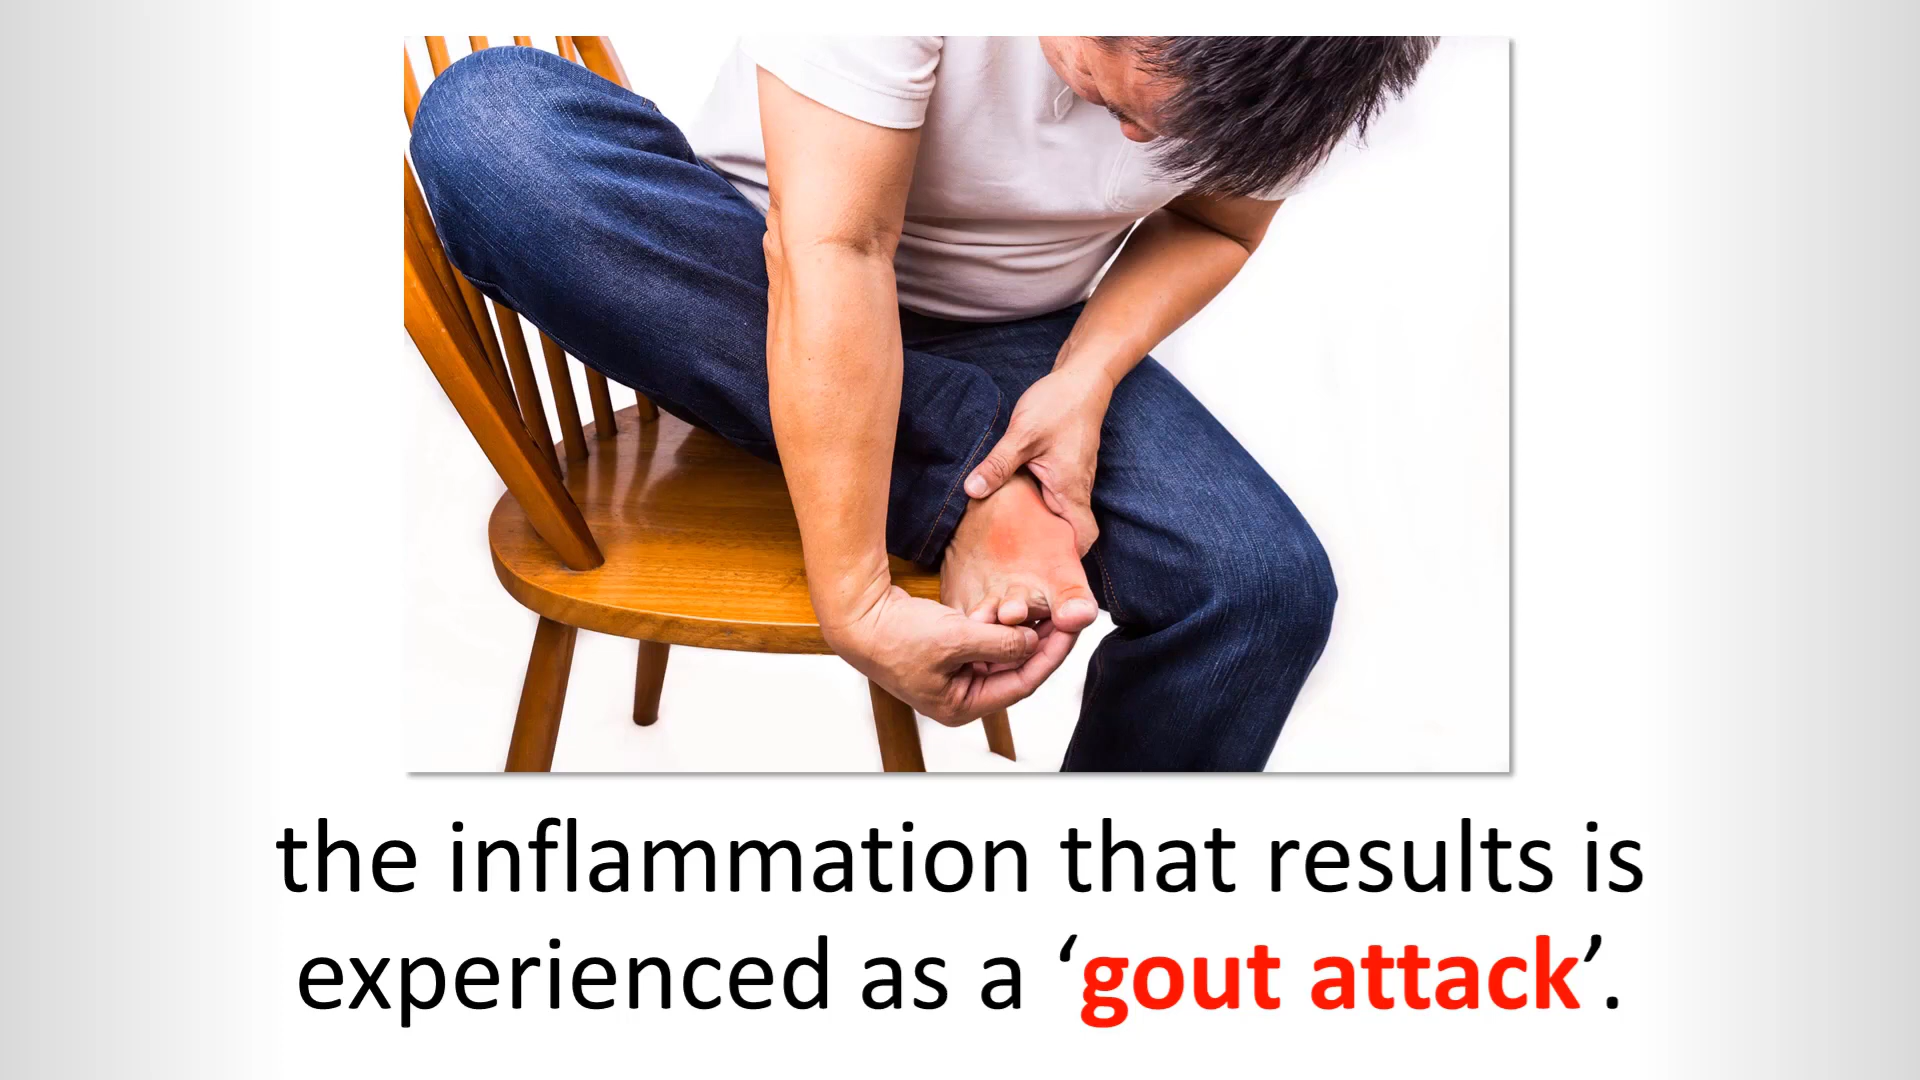 the inflammation that results is
experienced as a ‘gout attack’.